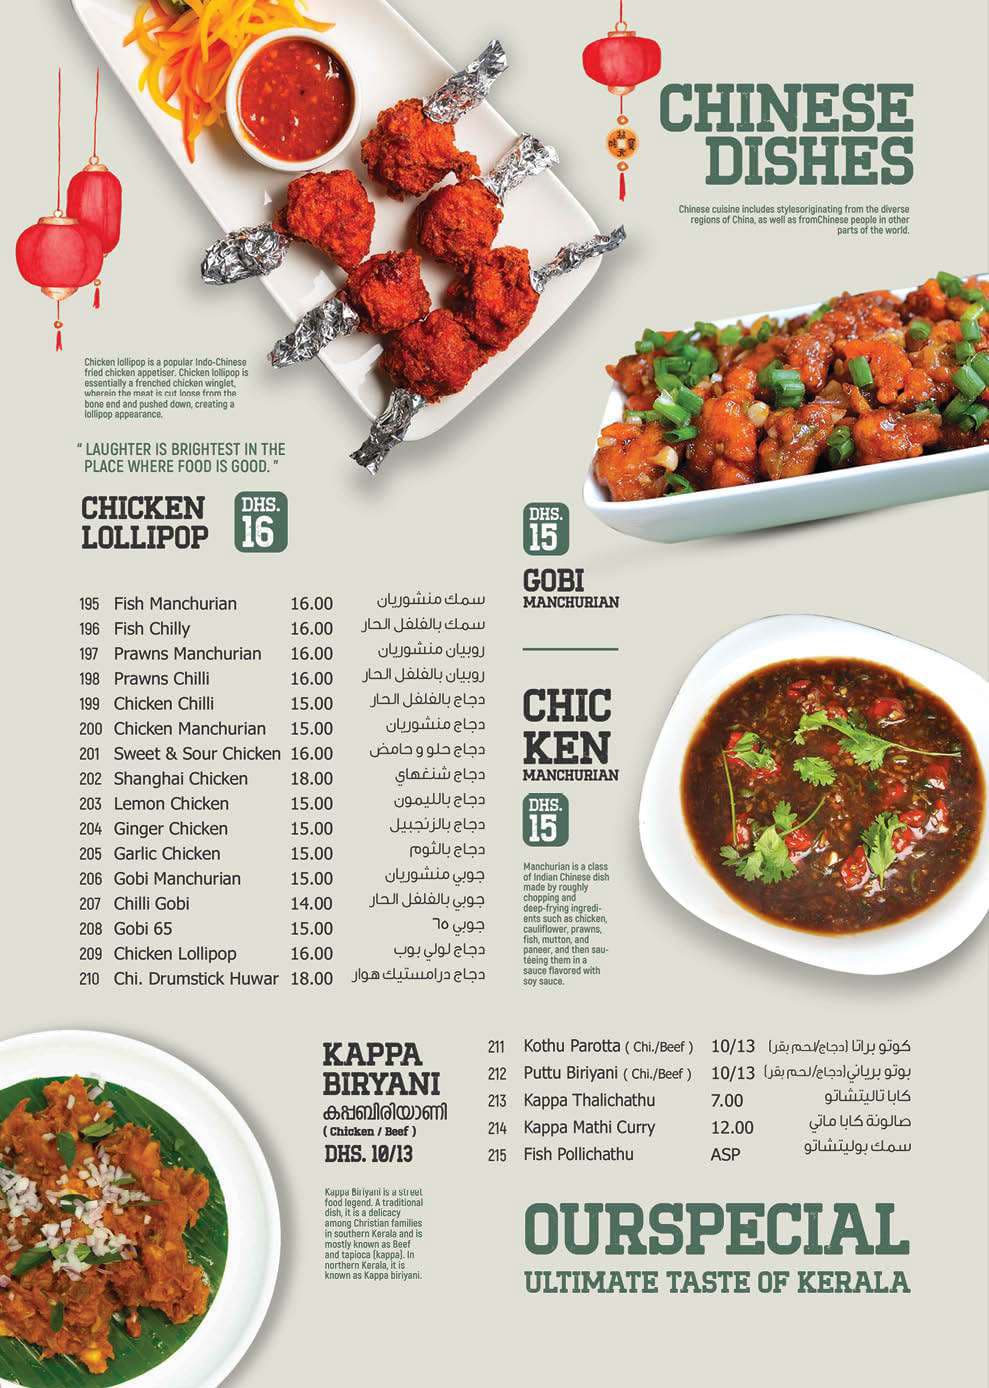 CHINESE
DISHES
Chinese cuisine includes stylesoriginating from the diverse
regions of China, as well as fromChinese people in other
parts of the world.
Chicken lollipop is a popular Indo-Chinese
fried chicken appetiser. Chicken lollipop is
essentially a frenched chicken winglet,
wherein the meat is cut loose from the
bone end and pushed down, creating a
lollipop appearance.
“ LAUGHTER IS BRIGHTEST IN THE
PLACE WHERE FOOD IS GOOD. ”
CHICKEN
LOLLIPOP
DHS.
16
195 Fish Manchurian 16.00 سمك منشوريان
196 Fish Chilly 16.00 سمك بالفلفل الحار
197 Prawns Manchurian 16.00 روبيان منشوريان
198 Prawns Chilli 16.00 روبيان بالفلفل الحار
199 Chicken Chilli 15.00 دجاج بالفلفل الحار
200 Chicken Manchurian 15.00 دجاج منشوريان
201 Sweet & Sour Chicken 16.00 دجاج حلو و حامض
202 Shanghai Chicken 18.00 دجاج شنغهاي
203 Lemon Chicken 15.00 دجاج بالليمون
204 Ginger Chicken 15.00 دجاج بالزنجبيل
205 Garlic Chicken 15.00 دجاج بالثوم
206 Gobi Manchurian 15.00 جوبي منشوريان
207 Chilli Gobi 14.00 جوبي بالفلفل الحار
208 Gobi 65 15.00 جوبي ٦٥
209 Chicken Lollipop 16.00 دجاج لولي بوب
210 Chi. Drumstick Huwar 18.00 دجاج درامستيك هوار
DHS.
15
GOBI
MANCHURIAN
CHIC
KEN
MANCHURIAN
DHS.
15
Manchurian is a class
of Indian Chinese dish
made by roughly
chopping and
deep-frying ingredi-
ents such as chicken,
cauliflower, prawns,
fish, mutton, and
paneer, and then sau-
téeing them in a
sauce flavored with
soy sauce.
KAPPA
BIRYANI
കപ്പബിരിയാണി
( Chicken / Beef )
DHS. 10/13
Kappa Biriyani is a street
food legend. A traditional
dish, it is a delicacy
among Christian families
in southern Kerala and is
mostly known as Beef
and tapioca [kappa]. In
northern Kerala, it is
known as Kappa biriyani.
211 Kothu Parotta ( Chi./Beef ) 10/13 كوتو براتا (دجاج/لحم بقر)
212 Puttu Biriyani ( Chi./Beef ) 10/13 بوتو برياني(دجاج/لحم بقر)
213 Kappa Thalichathu 7.00 كابا تاليتشاتو
214 Kappa Mathi Curry 12.00 صالونة كابا ماتي
215 Fish Pollichathu ASP سمك بوليتشاتو
OURSPECIAL
ULTIMATE TASTE OF KERALA